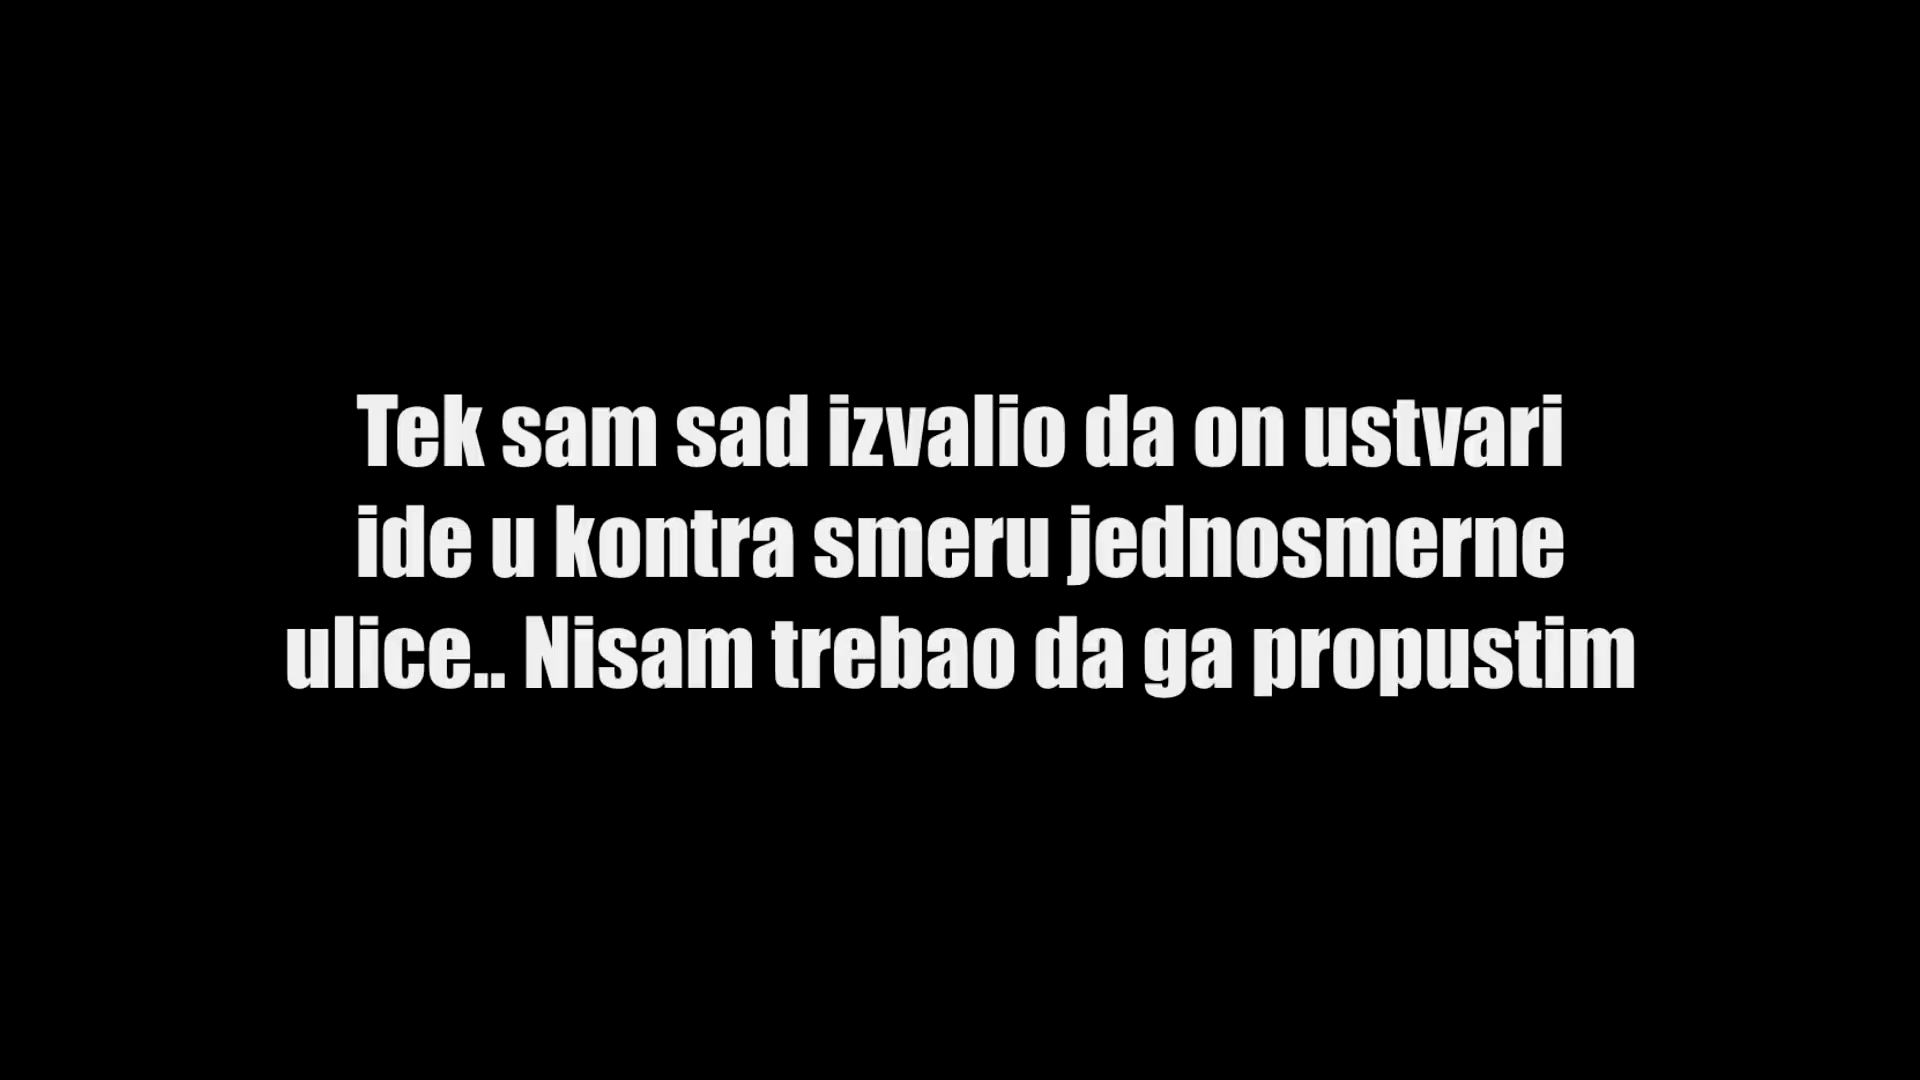 Tek sam sad izvalio da on ustvari
ide u kontra smeru jednosmerne
ulice.. Nisam trebao da ga propustim